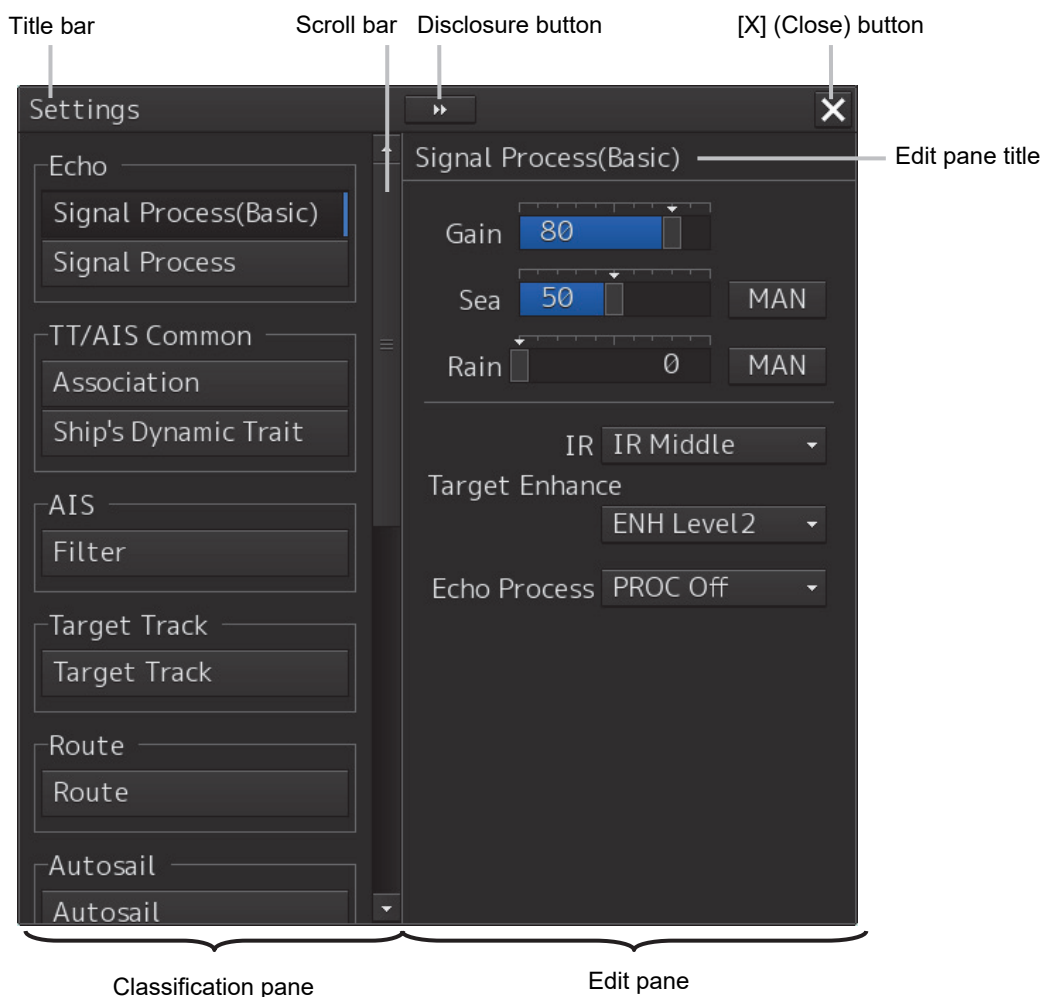 Title bar
Scroll bar
Disclosure button
[X] (Close) button
Settings
Echo
Signal Process(Basic)
Signal Process
TT/AIS Common
Association
Ship's Dynamic Trait
AIS
Filter
Target Track
Target Track
Route
Route
Autosail
Autosail
Signal Process(Basic)
Edit pane title
Gain 80
Sea 50 MAN
Rain 0 MAN
IR IR Middle
Target Enhance
ENH Level2
Echo Process PROC Off
Classification pane
Edit pane